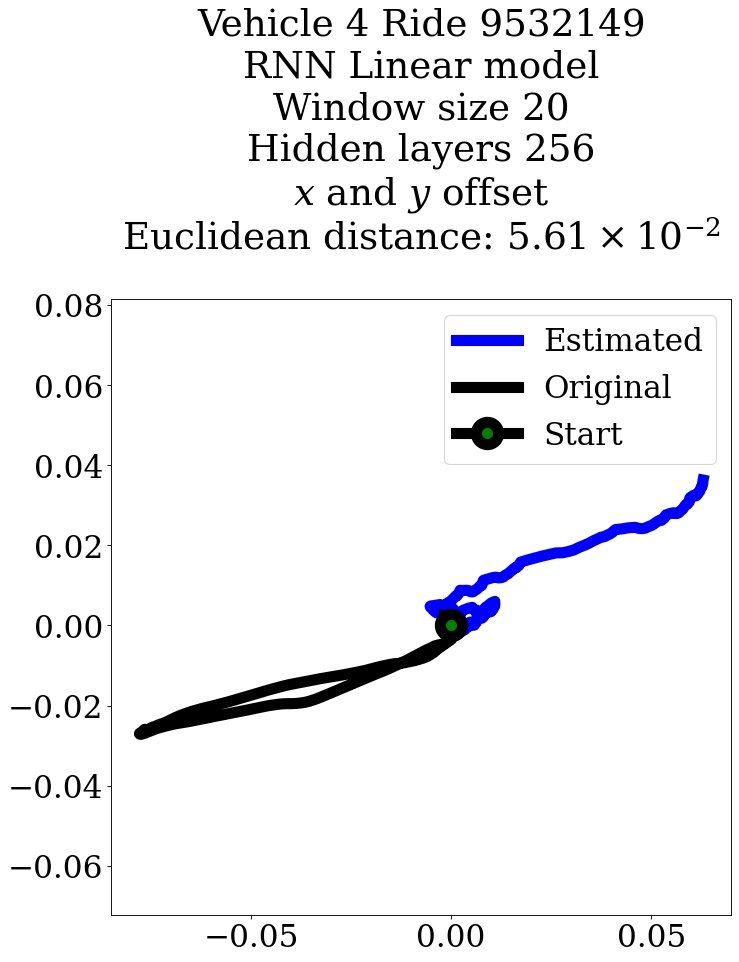 Vehicle 4 Ride 9532149
RNN Linear model
Window size 20
Hidden layers 256
x and y offset
Euclidean distance: 5.61 × 10⁻²
0.08
0.06
0.04
0.02
0.00
−0.02
−0.04
−0.06
Estimated
Original
Start
−0.05 0.00 0.05